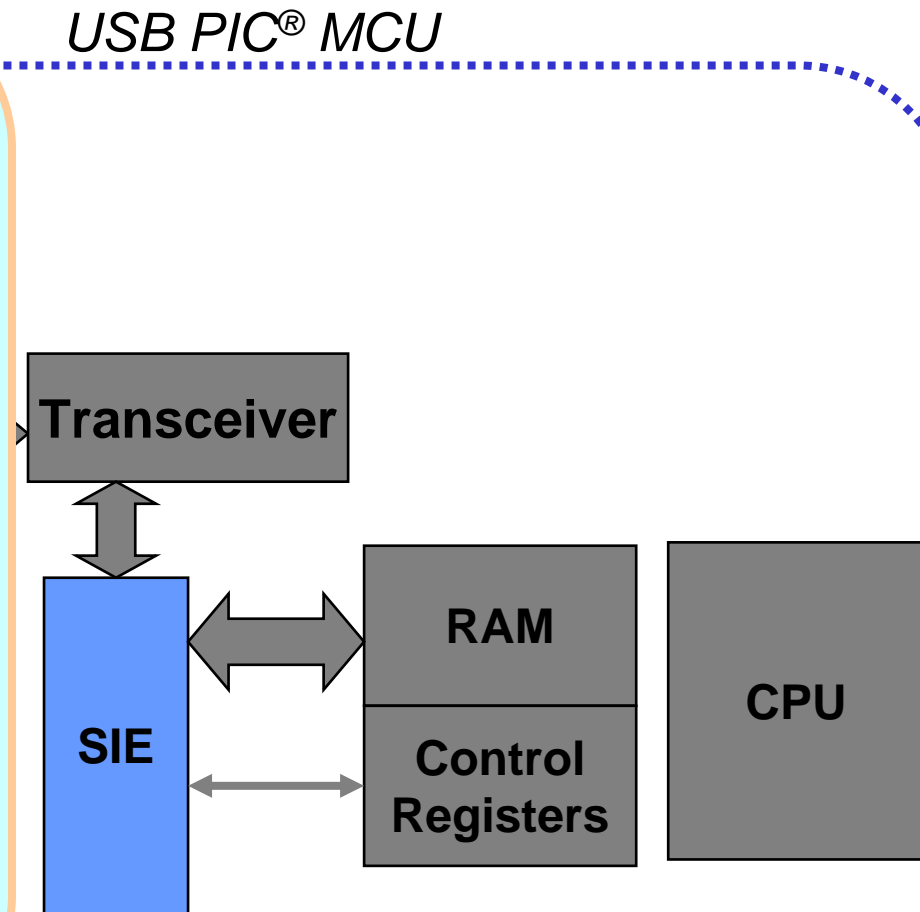 USB PIC® MCU
Transceiver
RAM
CPU
SIE
Control
Registers